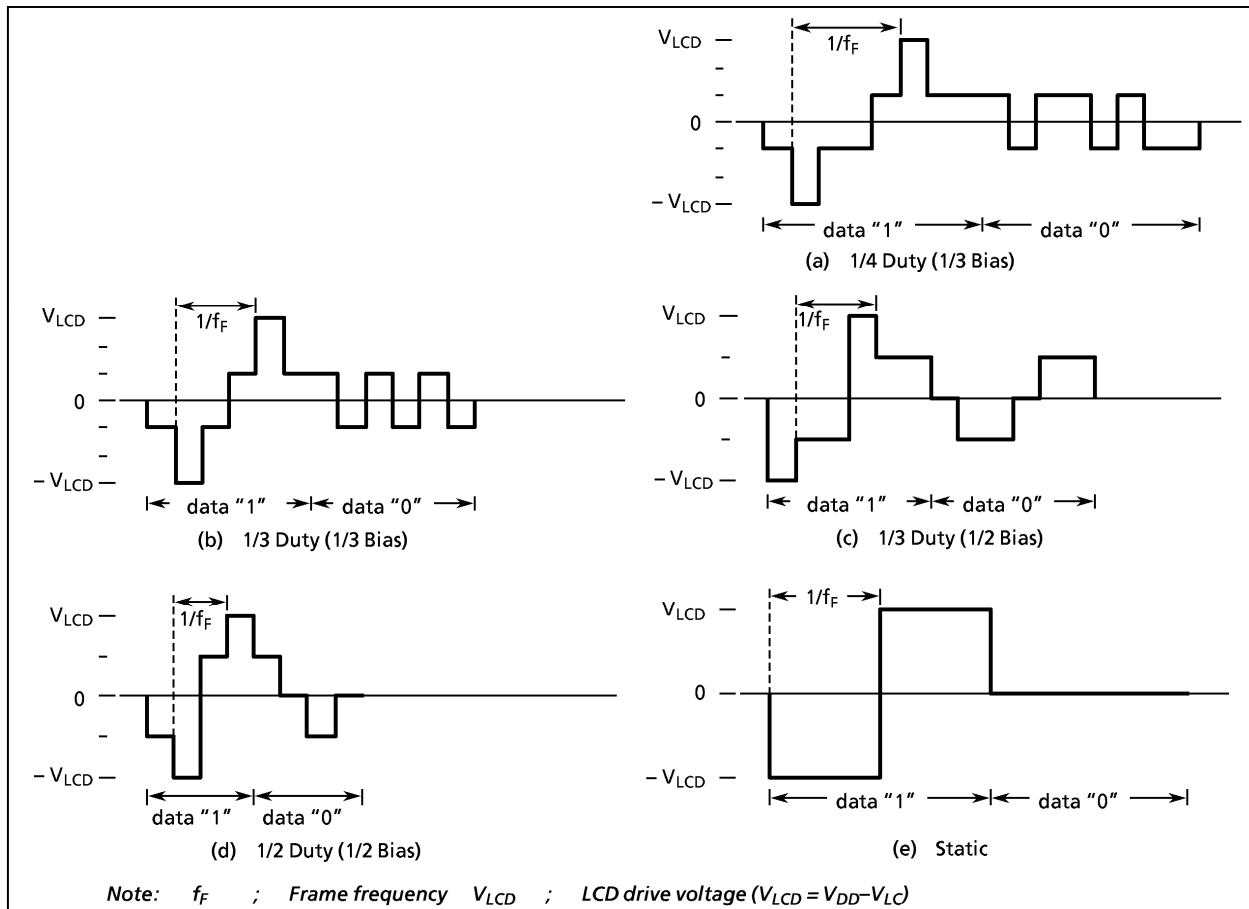 V_LCD
1/f_F
0
– V_LCD
data “1”
data “0”
(a) 1/4 Duty (1/3 Bias)
V_LCD
1/f_F
0
– V_LCD
data “1”
data “0”
(b) 1/3 Duty (1/3 Bias)
V_LCD
1/f_F
0
– V_LCD
data “1”
data “0”
(c) 1/3 Duty (1/2 Bias)
V_LCD
1/f_F
0
– V_LCD
data “1”
data “0”
(d) 1/2 Duty (1/2 Bias)
V_LCD
1/f_F
0
– V_LCD
data “1”
data “0”
(e) Static
Note: f_F ; Frame frequency V_LCD ; LCD drive voltage (V_LCD = V_DD–V_LC)